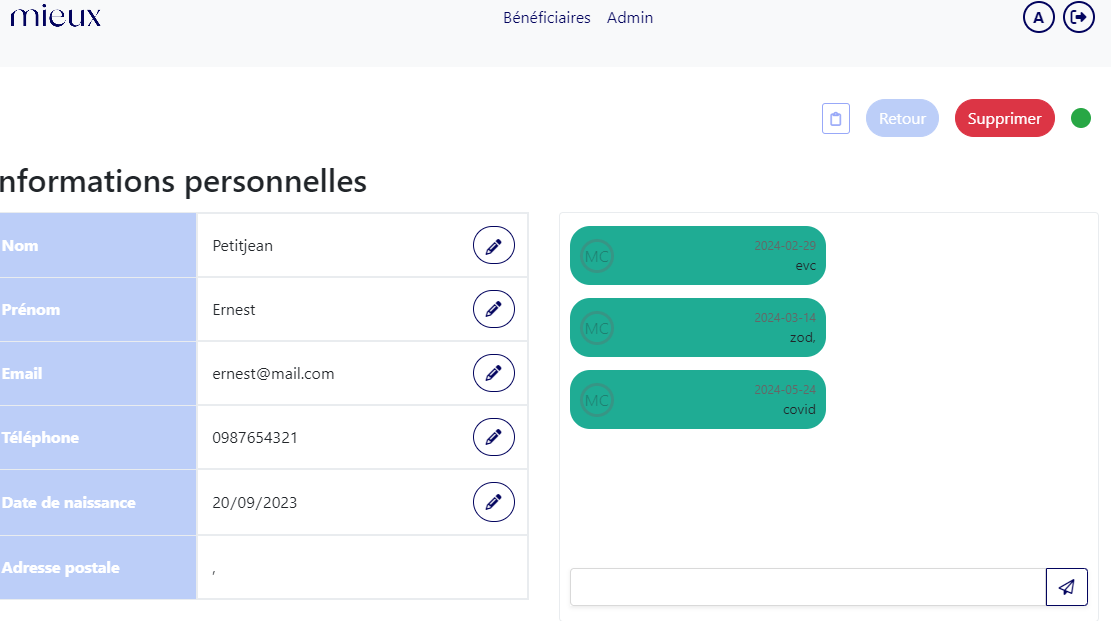 mieux
Bénéficiaires Admin
A
Retour Supprimer
nformations personnelles
Nom Petitjean
Prénom Ernest
Email ernest@mail.com
Téléphone 0987654321
Date de naissance 20/09/2023
Adresse postale ,
MC 2024-02-29
evc
MC 2024-03-14
zod,
MC 2024-05-24
covid